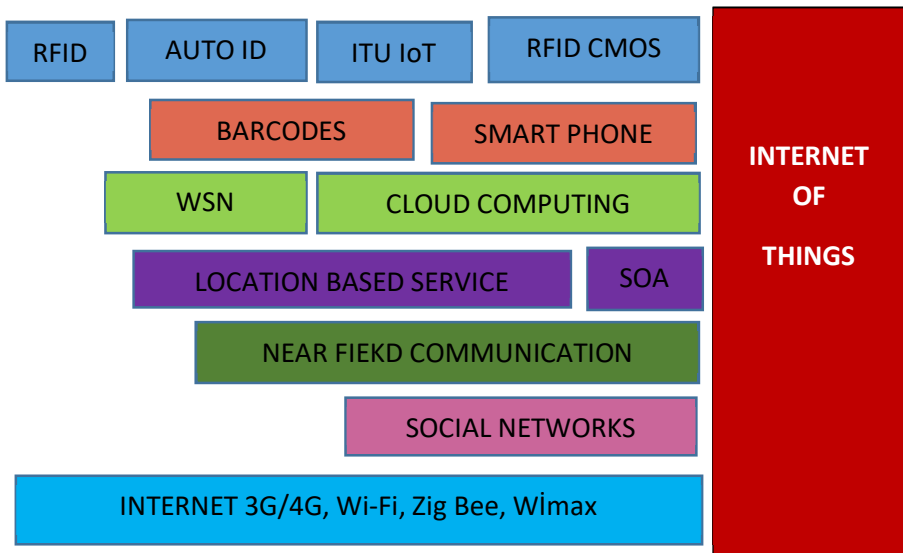 RFID
AUTO ID
ITU IoT
RFID CMOS
BARCODES
SMART PHONE
WSN
CLOUD COMPUTING
LOCATION BASED SERVICE
SOA
NEAR FIEKD COMMUNICATION
SOCIAL NETWORKS
INTERNET 3G/4G, Wi-Fi, Zig Bee, Wİmax
INTERNET
OF
THINGS